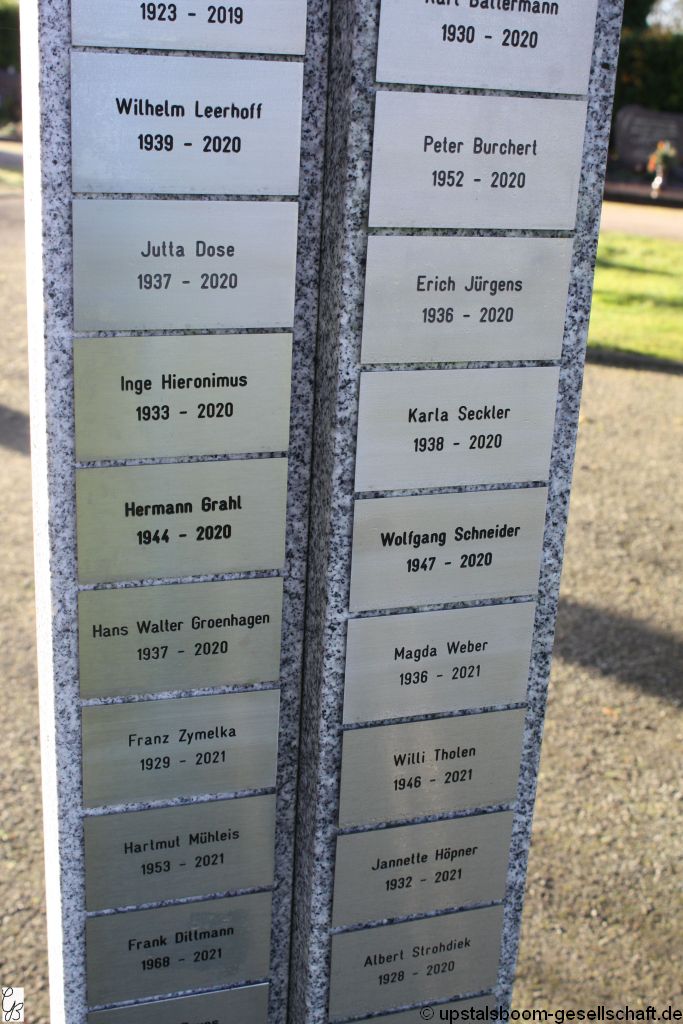 1923 - 2019
Wilhelm Leerhoff
1939 - 2020
Jutta Dose
1937 - 2020
Inge Hieronimus
1933 - 2020
Hermann Grahl
1944 - 2020
Hans Walter Groenhagen
1937 - 2020
Franz Zymelka
1929 - 2021
Hartmut Mühleis
1953 - 2021
Frank Dittmann
1968 - 2021
Kurt Baltermann
1930 - 2020
Peter Burchert
1952 - 2020
Erich Jürgens
1936 - 2020
Karla Seckler
1938 - 2020
Wolfgang Schneider
1947 - 2020
Magda Weber
1936 - 2021
Willi Tholen
1946 - 2021
Jannette Höpner
1932 - 2021
Albert Strohdiek
1928 - 2020
© upstalsboom-gesellschaft.de